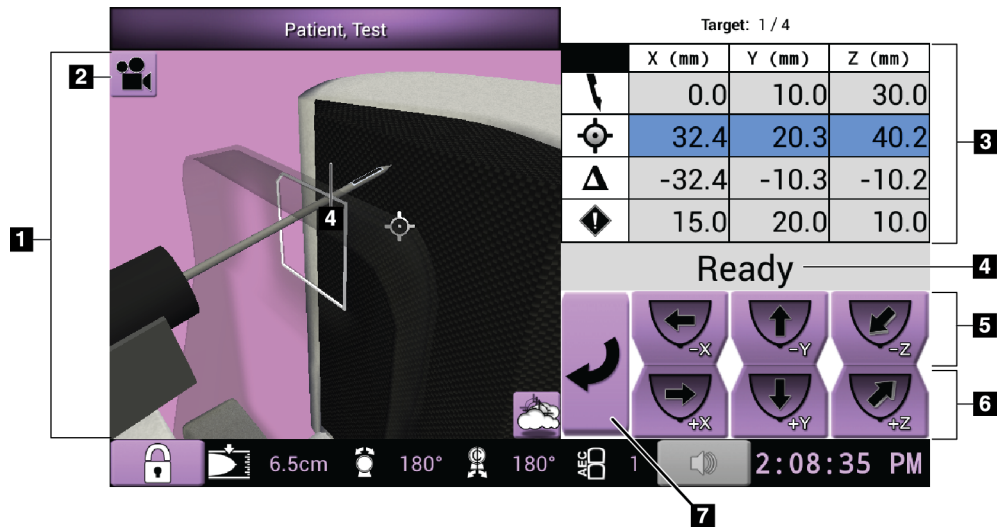 Patient, Test
Target: 1 / 4
X (mm) Y (mm) Z (mm)
0.0 10.0 30.0
32.4 20.3 40.2
Δ -32.4 -10.3 -10.2
! 15.0 20.0 10.0
Ready
-X -Y -Z
+X +Y +Z
6.5cm 180° 180° AEC 1 2:08:35 PM
1
2
3
4
4
5
6
7